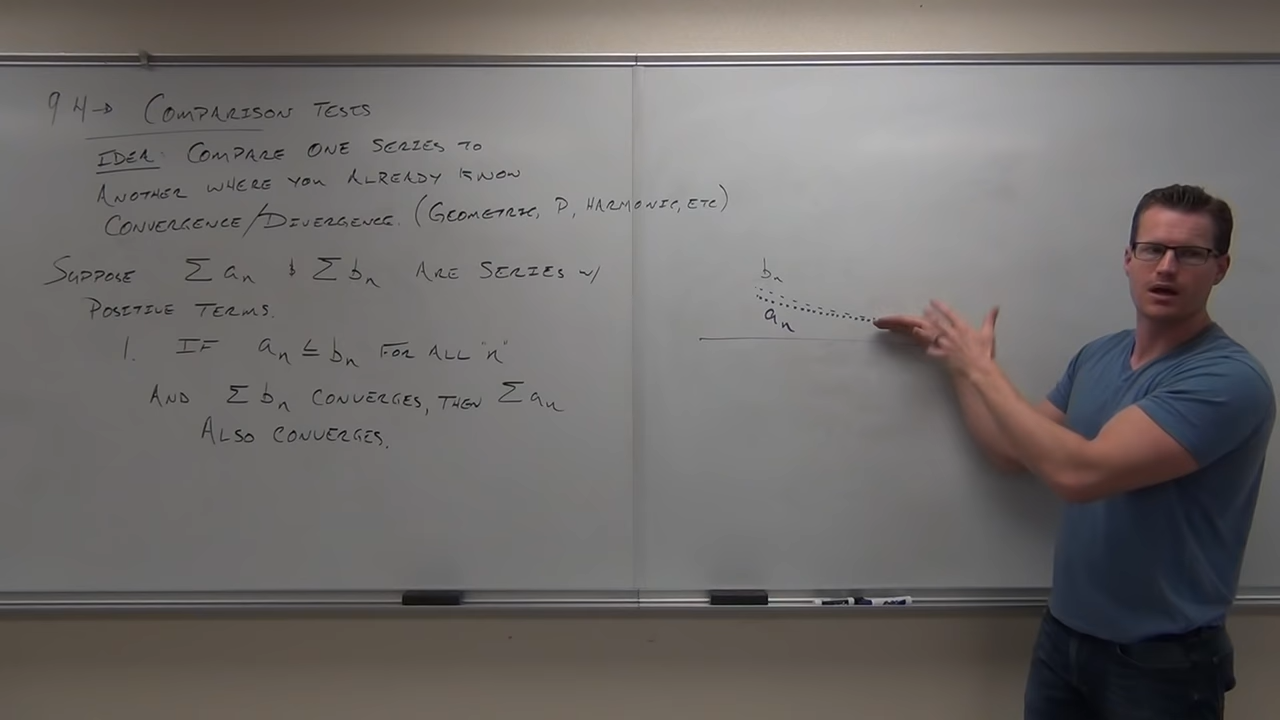 9.4→ COMPARISON TESTS
IDEA: COMPARE ONE SERIES TO
ANOTHER WHERE YOU ALREADY KNOW
CONVERGENCE/DIVERGENCE. (GEOMETRIC, P, HARMONIC, ETC)
SUPPOSE Σ aₙ & Σ bₙ ARE SERIES w/
POSITIVE TERMS.
1. IF aₙ ≤ bₙ FOR ALL "n"
AND Σ bₙ CONVERGES, THEN Σ aₙ
ALSO CONVERGES.
bₙ
aₙ